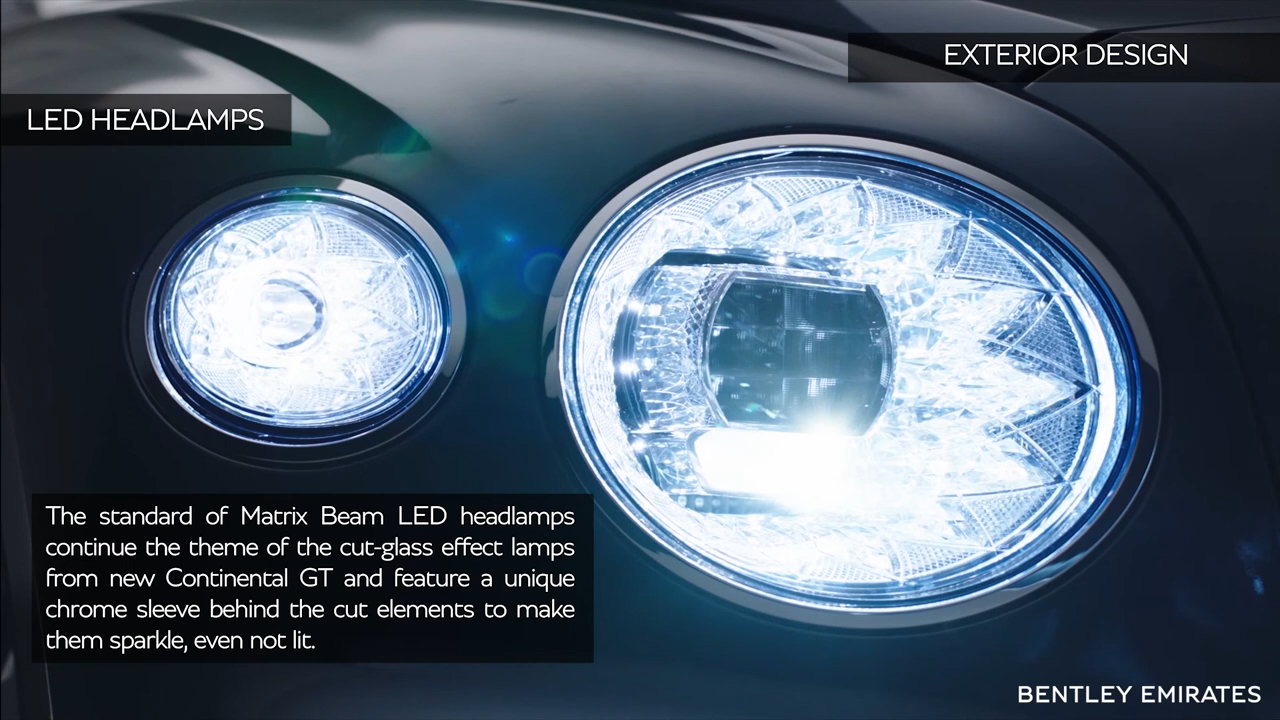 EXTERIOR DESIGN
LED HEADLAMPS
The standard of Matrix Beam LED headlamps
continue the theme of the cut-glass effect lamps
from new Continental GT and feature a unique
chrome sleeve behind the cut elements to make
them sparkle, even not lit.
BENTLEY EMIRATES